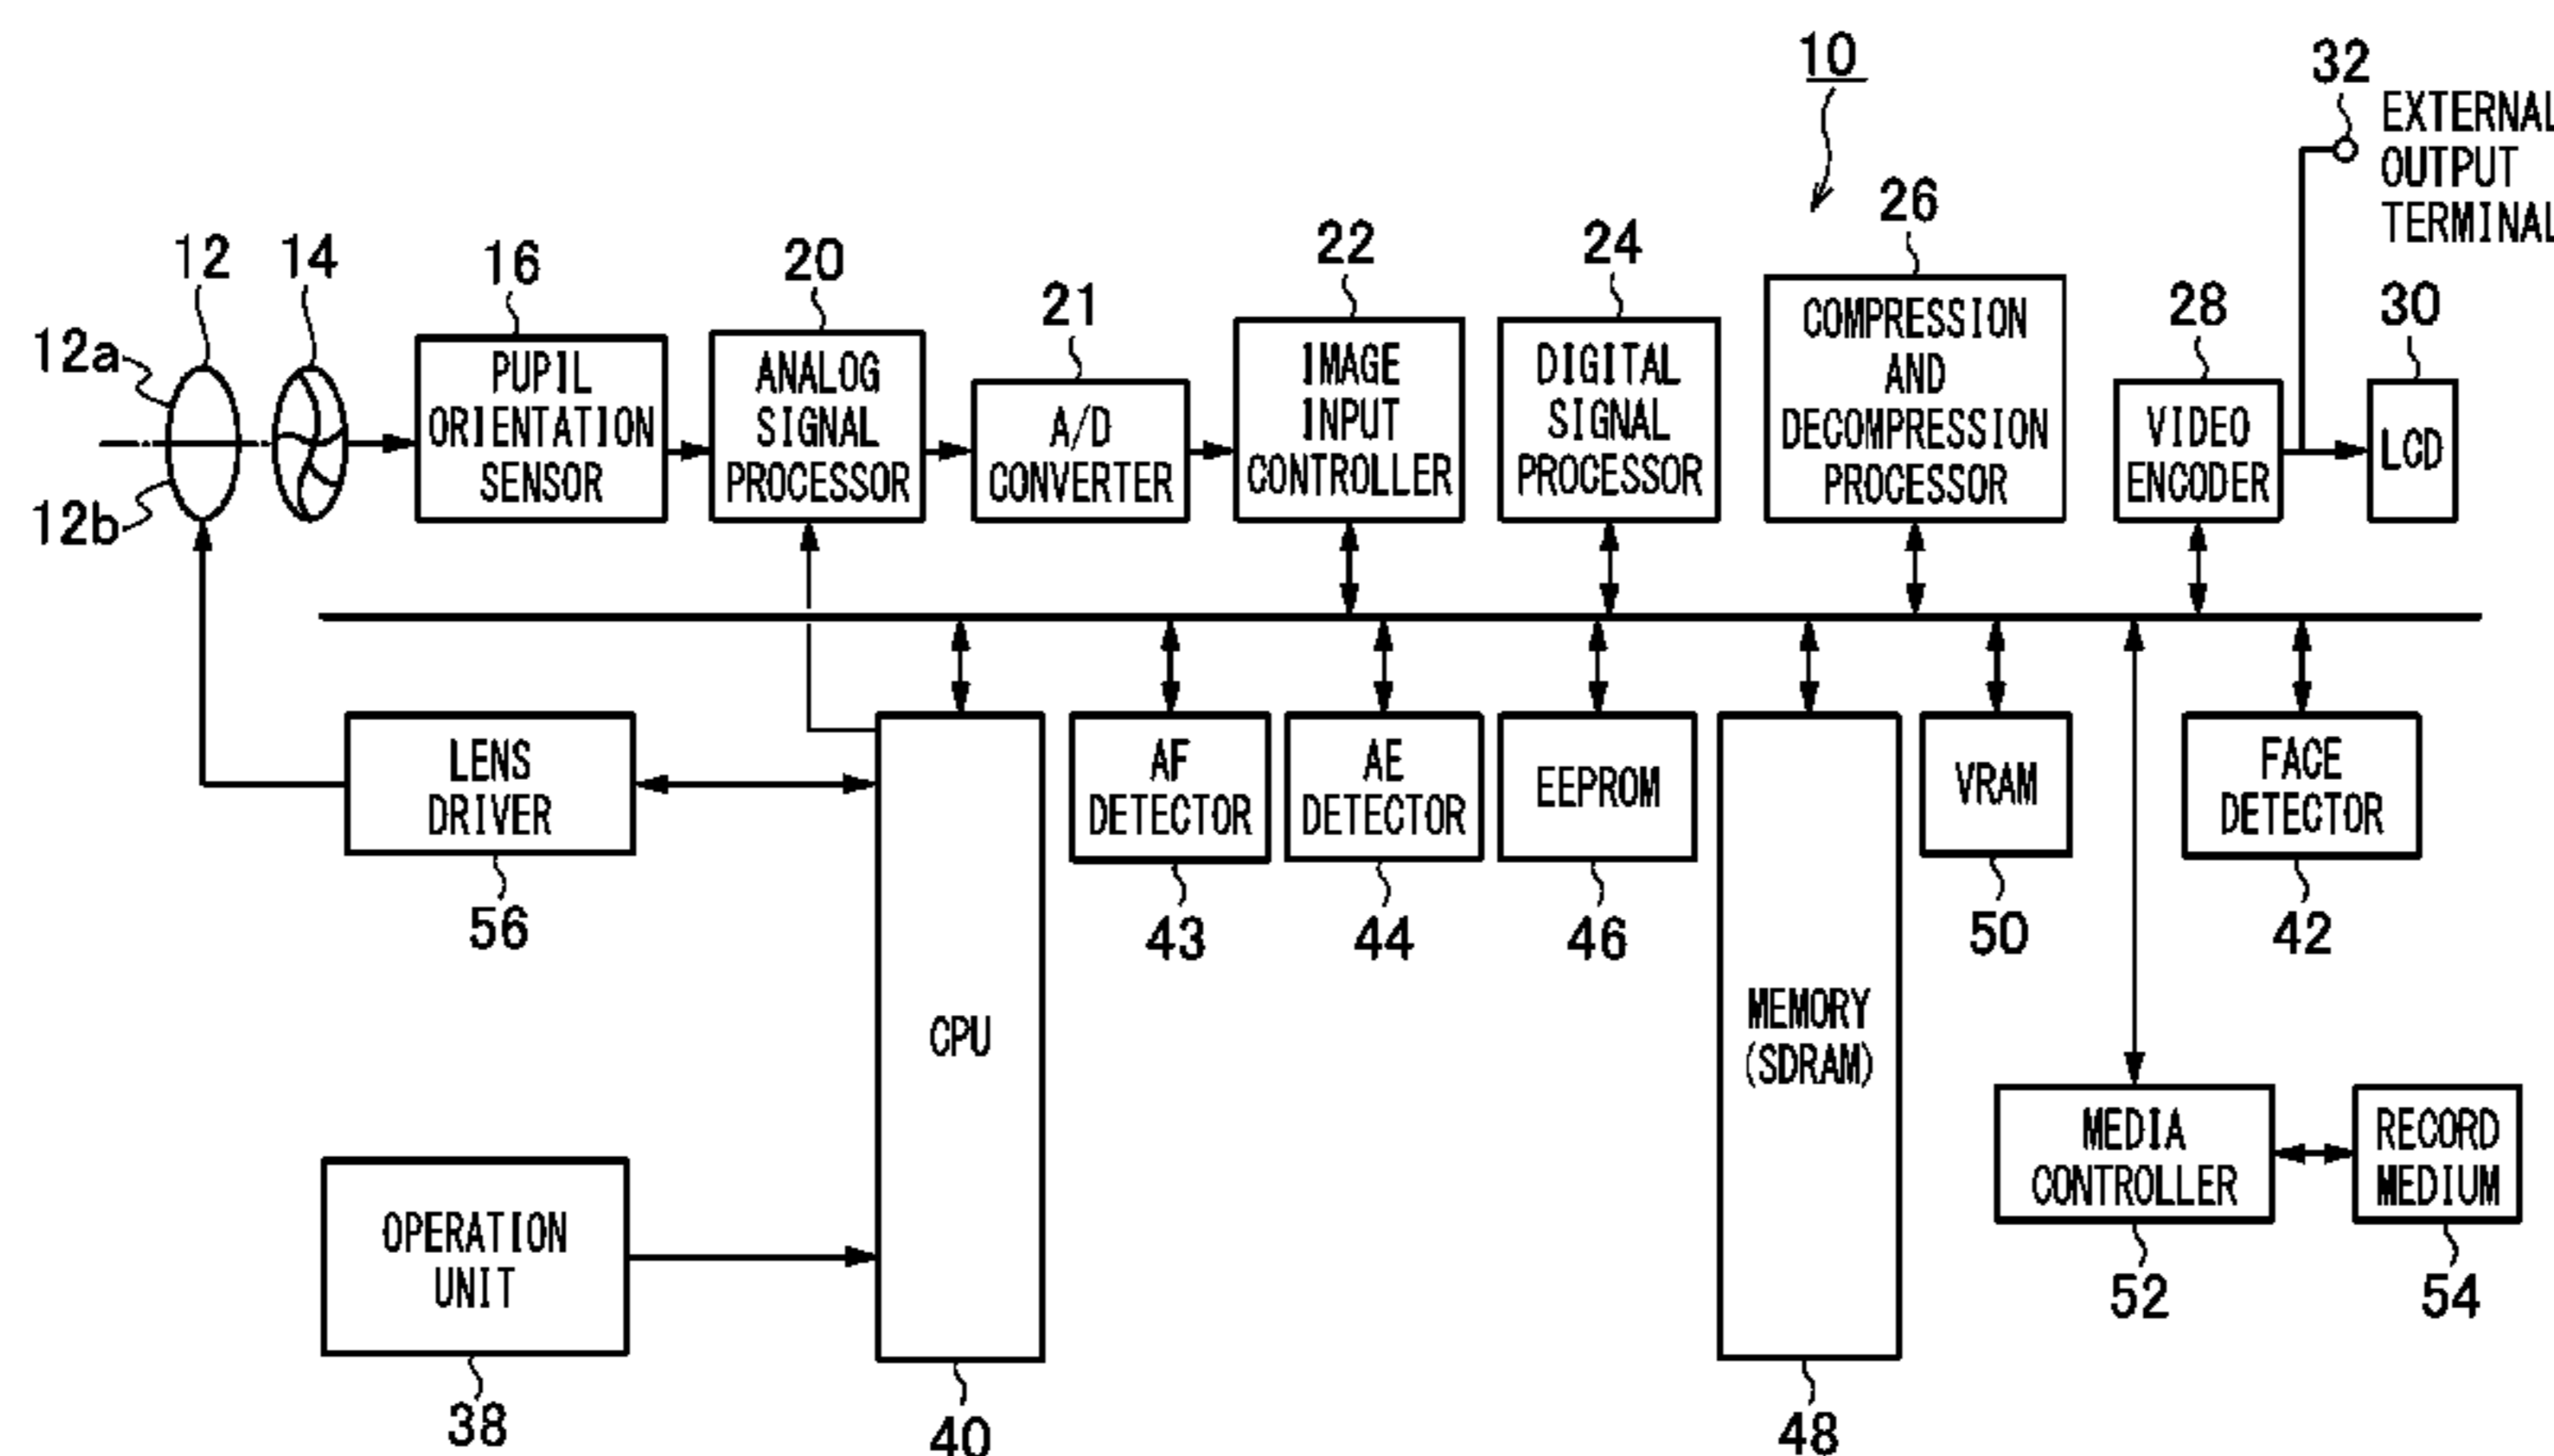 10
32
EXTERNAL
OUTPUT
TERMINAL
12
14
16
20
21
22
24
26
28
30
12a
12b
PUPIL
ORIENTATION
SENSOR
ANALOG
SIGNAL
PROCESSOR
A/D
CONVERTER
IMAGE
INPUT
CONTROLLER
DIGITAL
SIGNAL
PROCESSOR
COMPRESSION
AND
DECOMPRESSION
PROCESSOR
VIDEO
ENCODER
LCD
LENS
DRIVER
56
CPU
40
AF
DETECTOR
43
AE
DETECTOR
44
EEPROM
46
MEMORY
(SDRAM)
48
VRAM
50
FACE
DETECTOR
42
OPERATION
UNIT
38
MEDIA
CONTROLLER
52
RECORD
MEDIUM
54